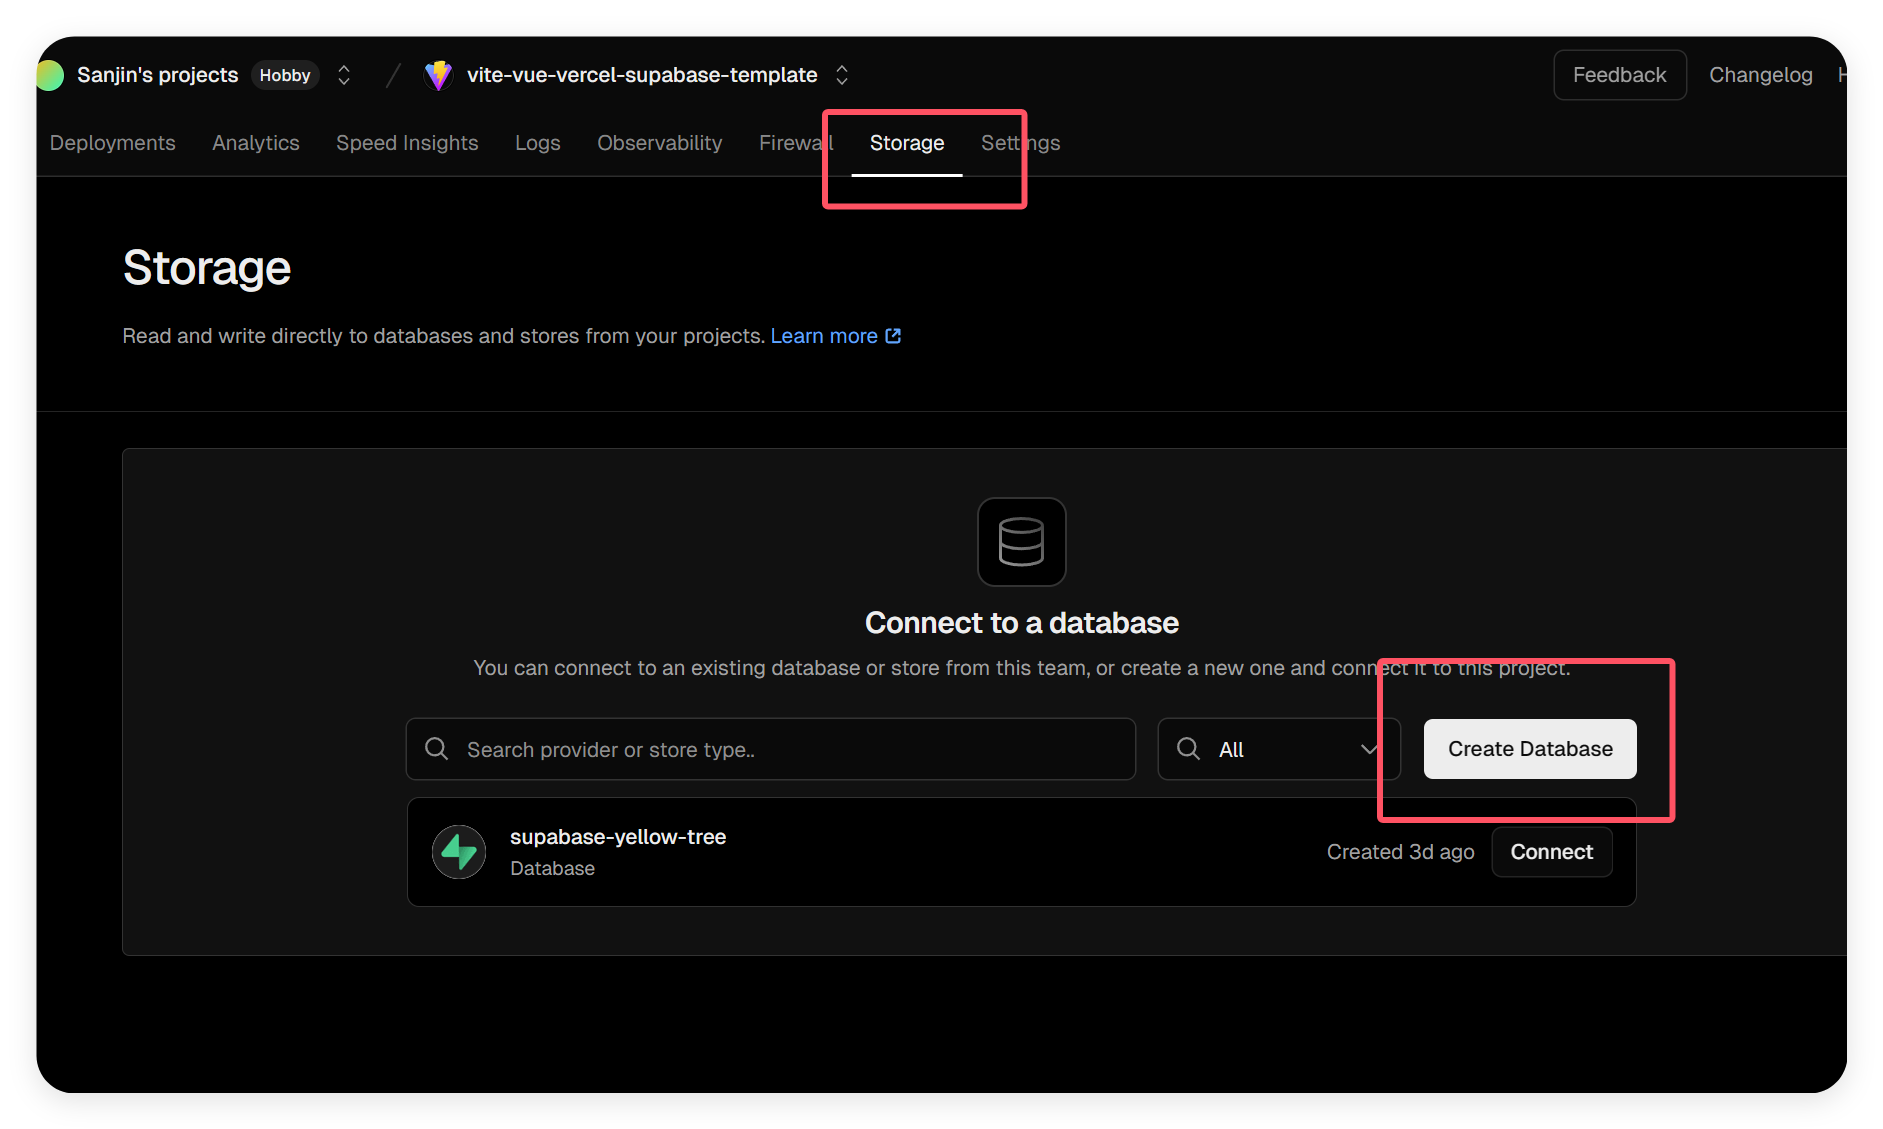 Sanjin's projects Hobby / vite-vue-vercel-supabase-template Feedback Changelog H
Deployments Analytics Speed Insights Logs Observability Firewall Storage Settings
Storage
Read and write directly to databases and stores from your projects. Learn more
Connect to a database
You can connect to an existing database or store from this team, or create a new one and connect it to this project.
Search provider or store type.. All Create Database
supabase-yellow-tree
Database
Created 3d ago Connect